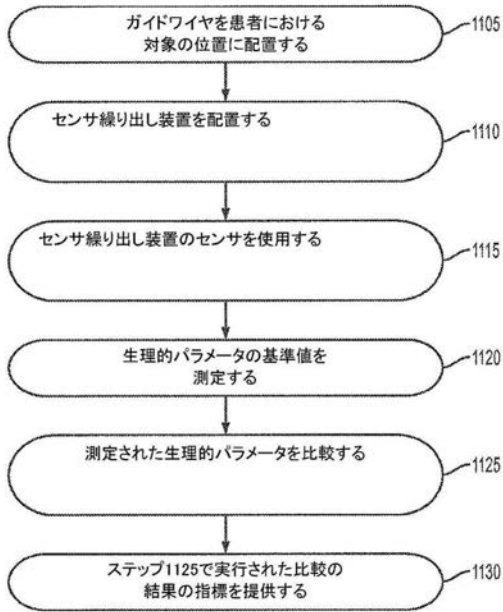 ガイドワイヤを患者における
対象の位置に配置する
1105
センサ繰り出し装置を配置する
1110
センサ繰り出し装置のセンサを使用する
1115
生理的パラメータの基準値を
測定する
1120
測定された生理的パラメータを比較する
1125
ステップ1125で実行された比較の
結果の指標を提供する
1130